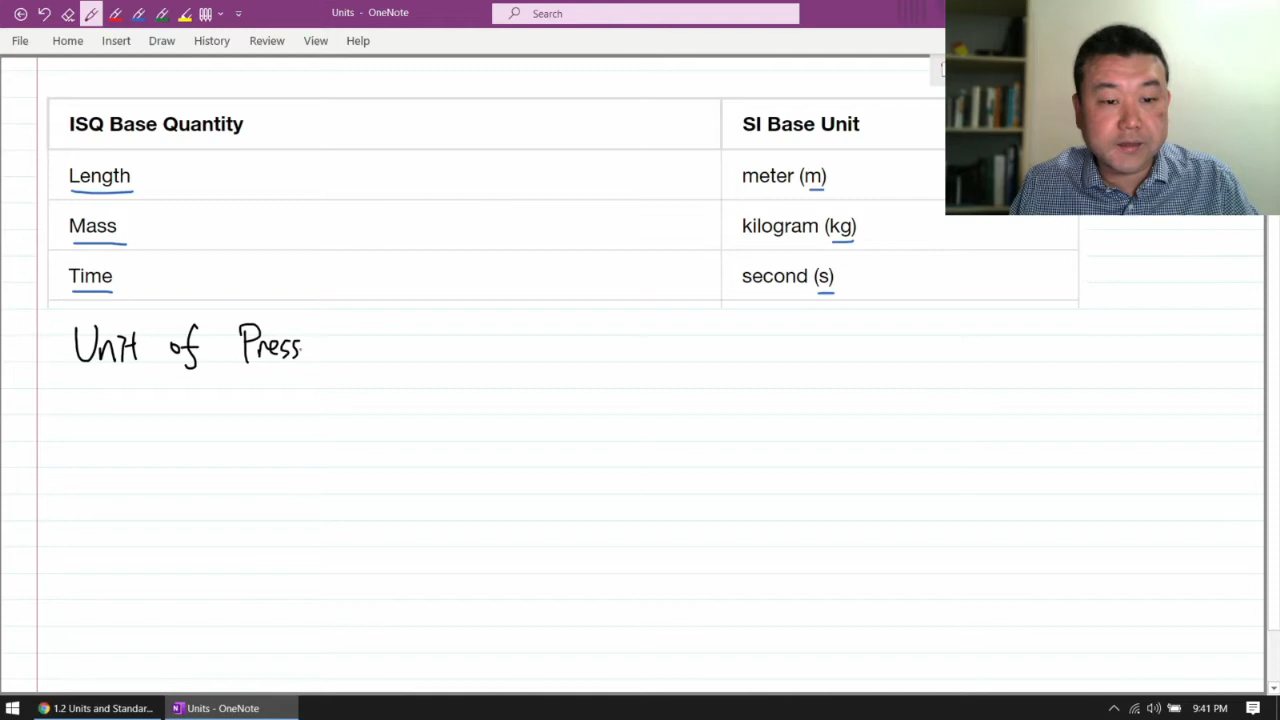 Units - OneNote
Search
File Home Insert Draw History Review View Help
ISQ Base Quantity SI Base Unit
Length meter (m)
Mass kilogram (kg)
Time second (s)
Unit of Press
1.2 Units and Standar... Units - OneNote 9:41 PM